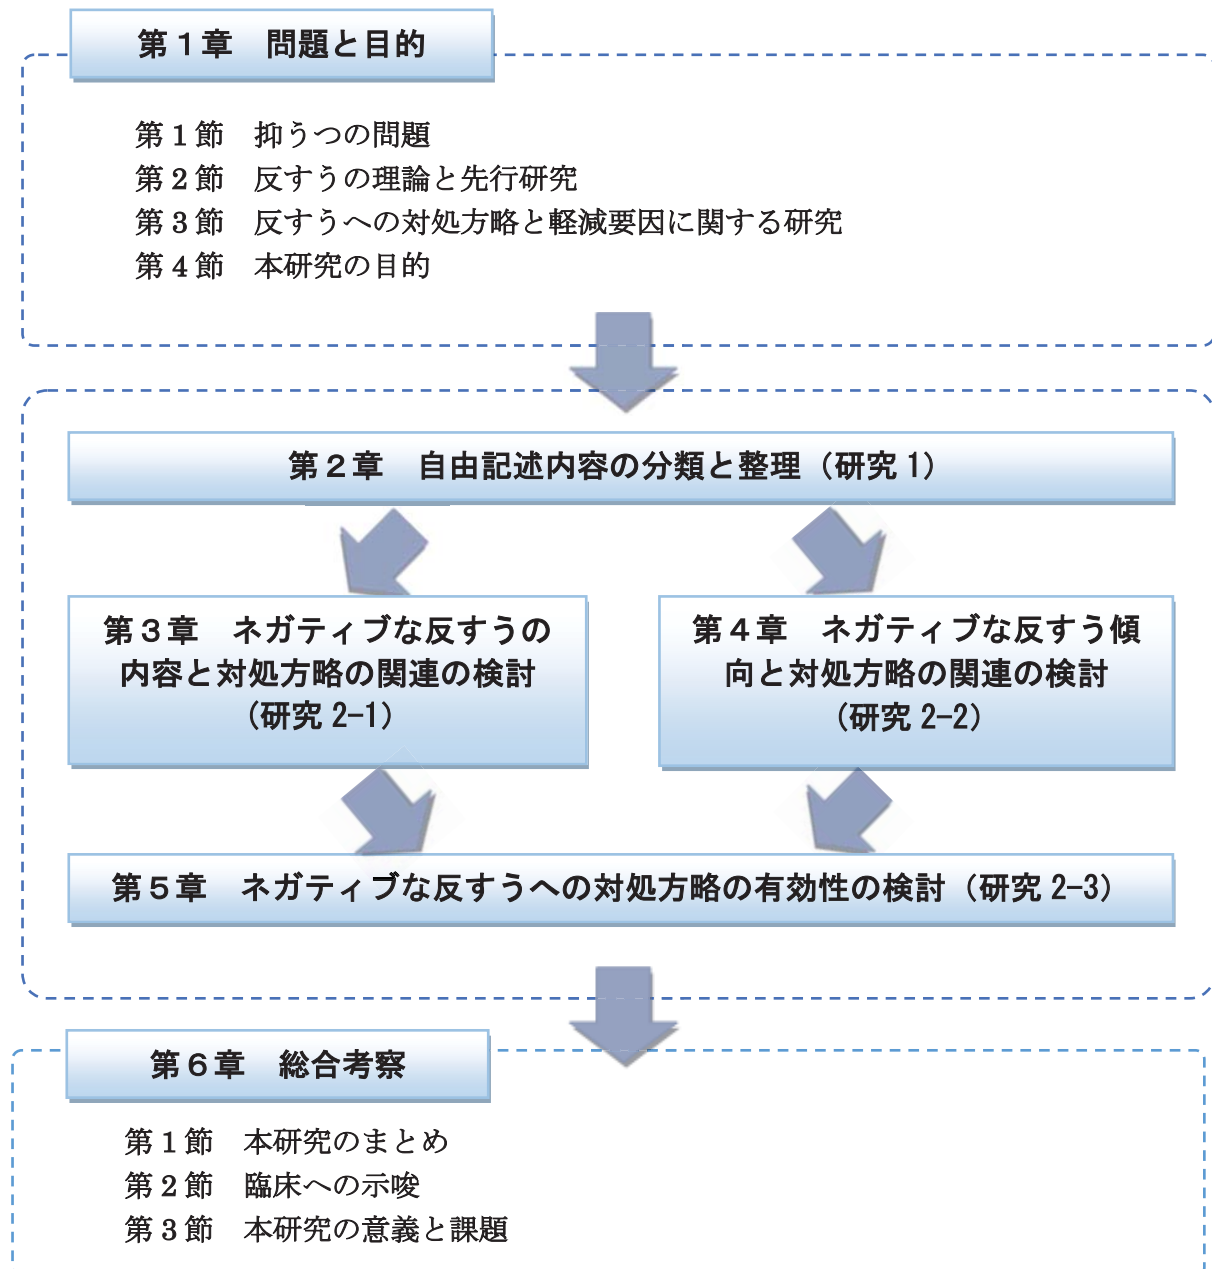 第１章　問題と目的
第 1 節　抑うつの問題
第 2 節　反すうの理論と先行研究
第 3 節　反すうへの対処方略と軽減要因に関する研究
第 4 節　本研究の目的
第２章　自由記述内容の分類と整理（研究 1）
第３章　ネガティブな反すうの
内容と対処方略の関連の検討
（研究 2-1）
第４章　ネガティブな反すう傾
向と対処方略の関連の検討
（研究 2-2）
第５章　ネガティブな反すうへの対処方略の有効性の検討（研究 2-3）
第６章　総合考察
第 1 節　本研究のまとめ
第 2 節　臨床への示唆
第 3 節　本研究の意義と課題